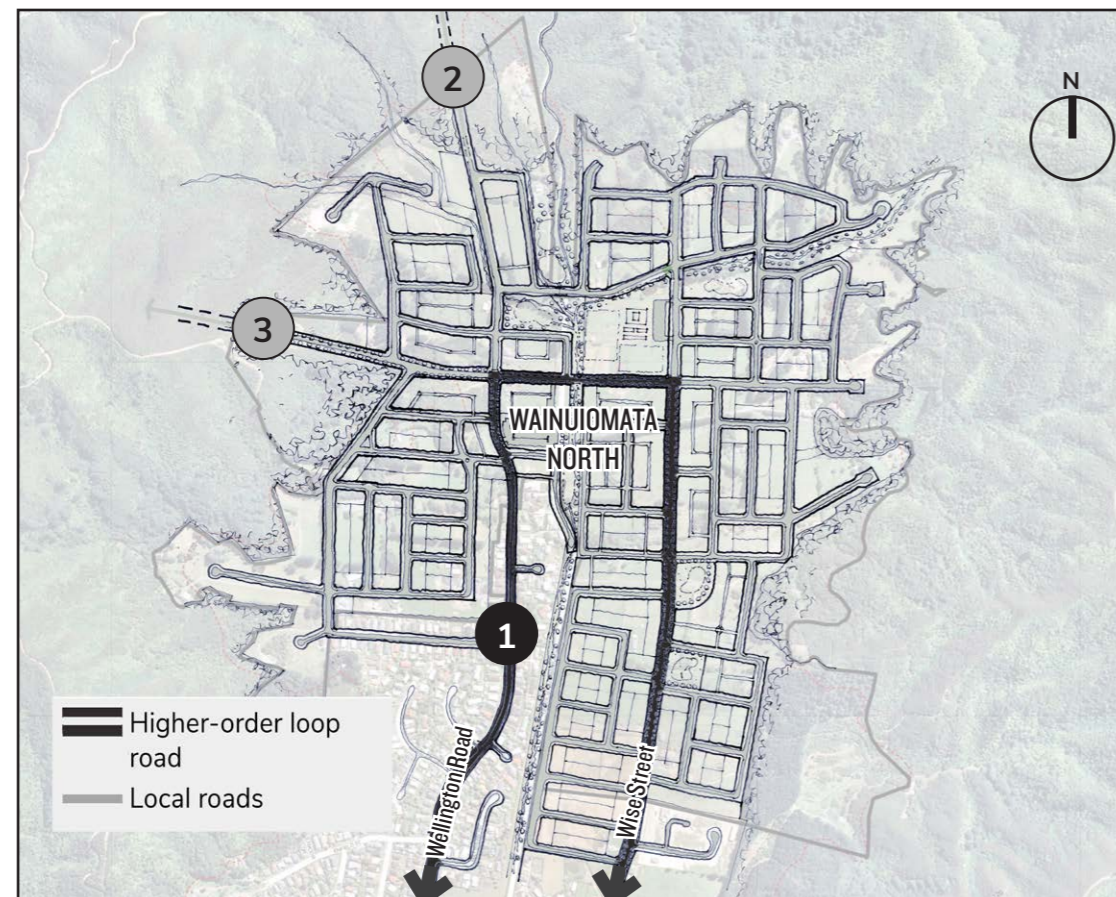 2
N
3
WAINUIOMATA
NORTH
1
Higher-order loop
road
Local roads
Wellington Road
Wise Street